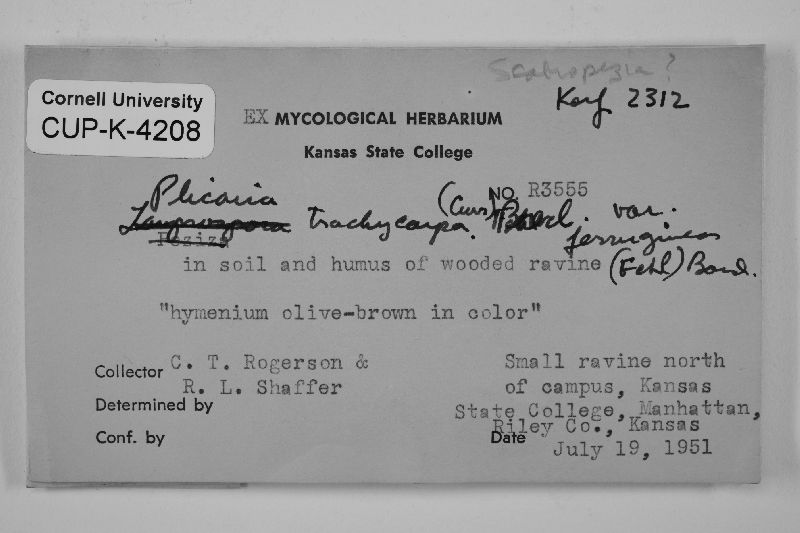 Scabropezia?
Korf 2312
Cornell University
CUP-K-4208
EX MYCOLOGICAL HERBARIUM
Kansas State College
NO. R3555
Plicaria
Lamprospora trachycarpa (Curr.) Boud. var.
Peziza
ferruginea
(Fckl) Boud.
in soil and humus of wooded ravine
"hymenium olive-brown in color"
Collector C. T. Rogerson &
R. L. Shaffer
Determined by
Conf. by
Small ravine north
of campus, Kansas
State College, Manhattan,
Riley Co., Kansas
Date July 19, 1951